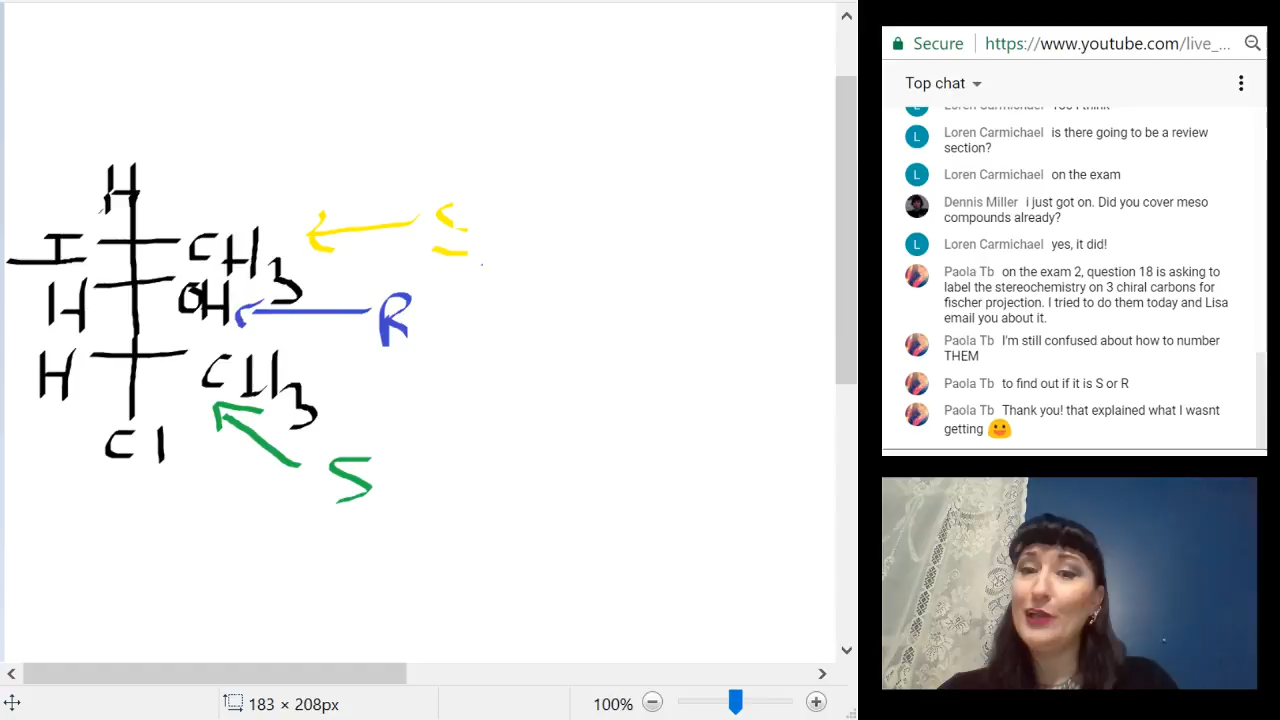 H
I CH3
S
H OH
R
H CH3
Cl
S
183 × 208px
100%
Secure https://www.youtube.com/live_...
Top chat
L Loren Carmichael is there going to be a review
section?
L Loren Carmichael on the exam
Dennis Miller i just got on. Did you cover meso
compounds already?
L Loren Carmichael yes, it did!
Paola Tb on the exam 2, question 18 is asking to
label the stereochemistry on 3 chiral carbons for
fischer projection. I tried to do them today and Lisa
email you about it.
Paola Tb I'm still confused about how to number
THEM
Paola Tb to find out if it is S or R
Paola Tb Thank you! that explained what I wasnt
getting